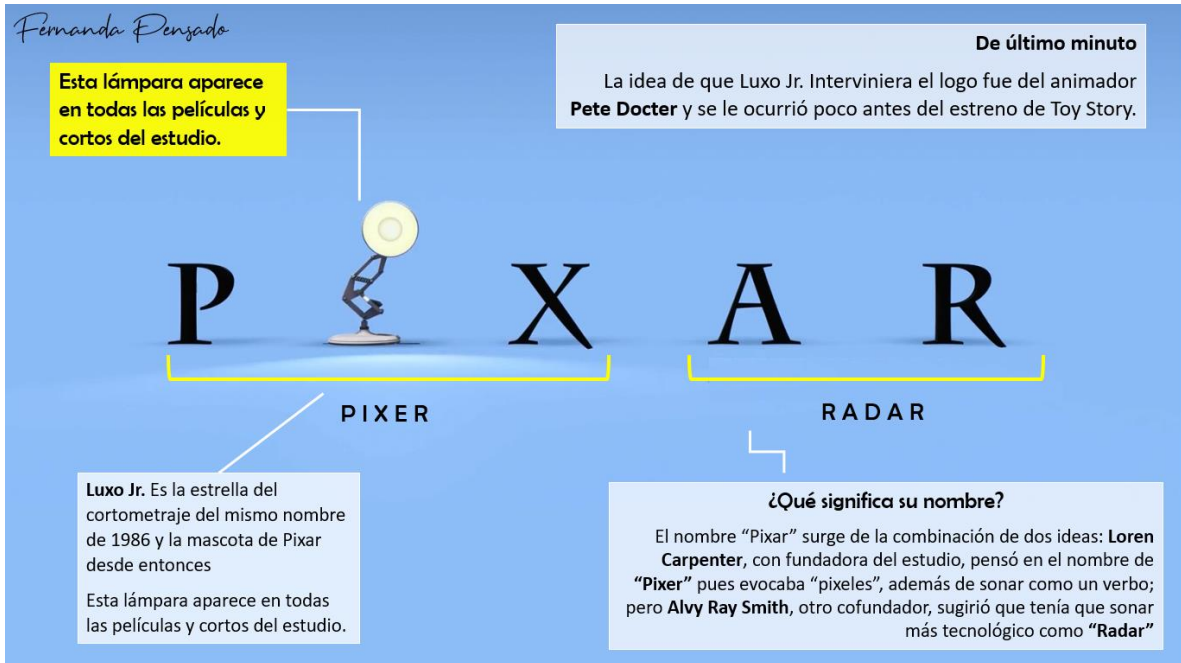 Fernanda Pensado
De último minuto
La idea de que Luxo Jr. Interviniera el logo fue del animador
Pete Docter y se le ocurrió poco antes del estreno de Toy Story.
Esta lámpara aparece
en todas las películas y
cortos del estudio.
P X A R
PIXER
RADAR
Luxo Jr. Es la estrella del
cortometraje del mismo nombre
de 1986 y la mascota de Pixar
desde entonces
Esta lámpara aparece en todas
las películas y cortos del estudio.
¿Qué significa su nombre?
El nombre “Pixar” surge de la combinación de dos ideas: Loren
Carpenter, con fundadora del estudio, pensó en el nombre de
“Pixer” pues evocaba “pixeles”, además de sonar como un verbo;
pero Alvy Ray Smith, otro cofundador, sugirió que tenía que sonar
más tecnológico como “Radar”